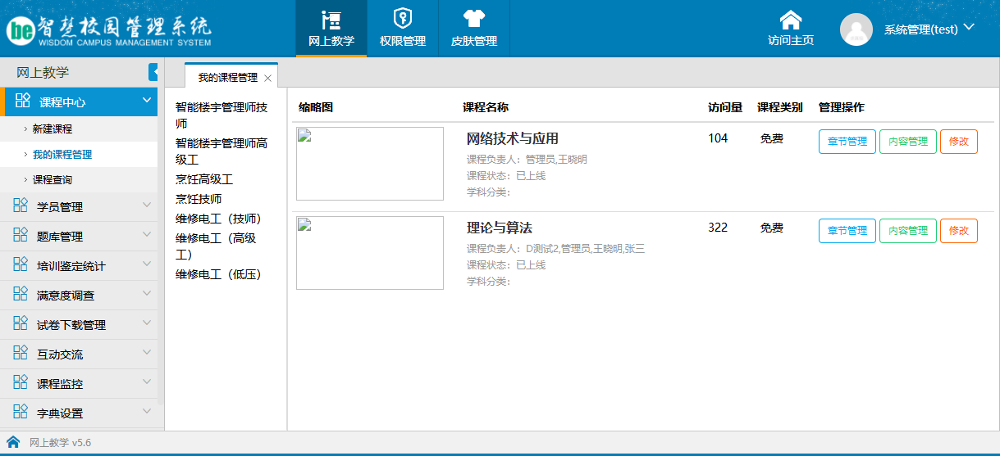 be 智慧校园管理系统
WISDOM CAMPUS MANAGEMENT SYSTEM
网上教学
权限管理
皮肤管理
访问主页
系统管理(test)
网上教学
课程中心
新建课程
我的课程管理
课程查询
学员管理
题库管理
培训鉴定统计
满意度调查
试卷下载管理
互动交流
课程监控
字典设置
我的课程管理
智能楼宇管理师技
师
智能楼宇管理师高
级工
烹饪高级工
烹饪技师
维修电工（技师）
维修电工（高级
工）
维修电工（低压）
缩略图 课程名称 访问量 课程类别 管理操作
网络技术与应用 104 免费 章节管理 内容管理 修改
课程负责人：管理员,王晓明
课程状态：已上线
学科分类：
理论与算法 322 免费 章节管理 内容管理 修改
课程负责人：D测试2,管理员,王晓明,张三
课程状态：已上线
学科分类：
网上教学 v5.6